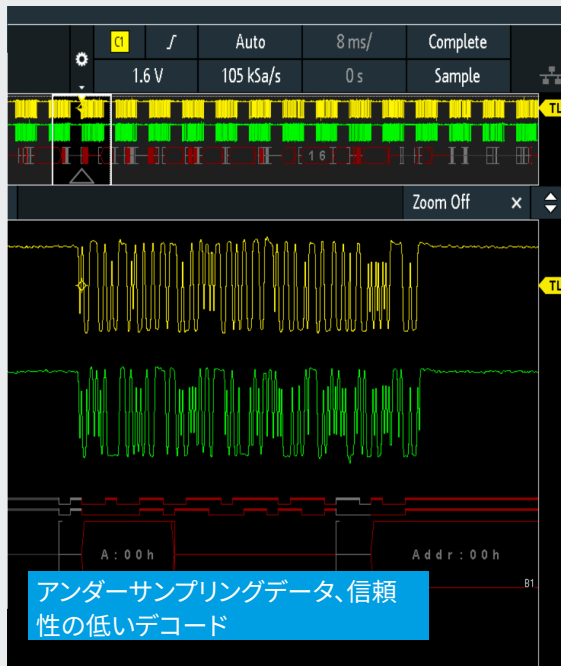 C1 Auto 8 ms/ Complete
1.6 V 105 kSa/s 0 s Sample
TL
16
Zoom Off ×
TL
A:00h Addr:00h
B1
アンダーサンプリングデータ、信頼
性の低いデコード